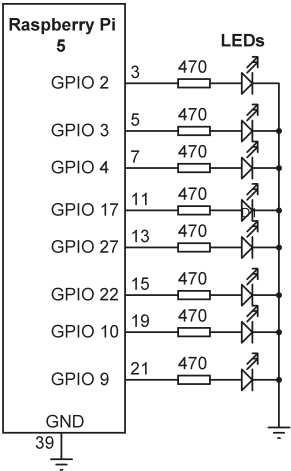 Raspberry Pi
5
LEDs
GPIO 2 3 470
GPIO 3 5 470
GPIO 4 7 470
GPIO 17 11 470
GPIO 27 13 470
GPIO 22 15 470
GPIO 10 19 470
GPIO 9 21 470
GND
39